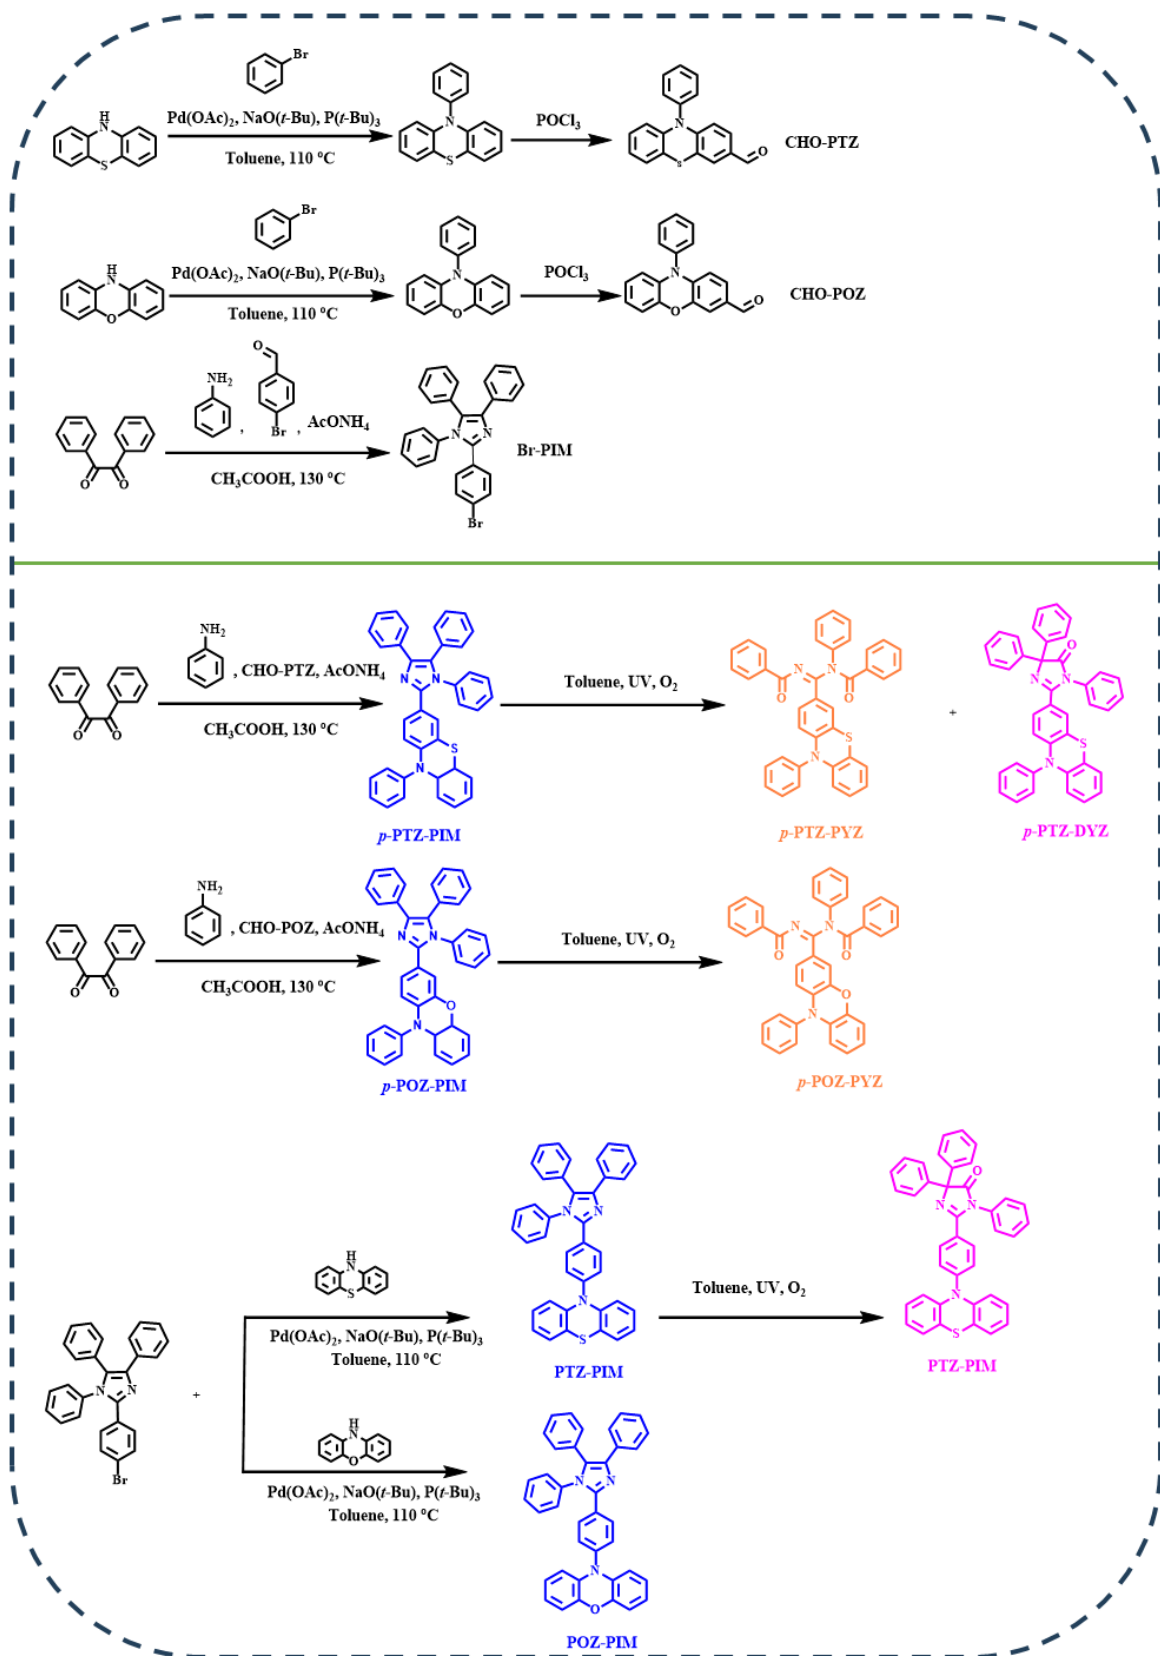 Br
H
N
S
Pd(OAc)2, NaO(t-Bu), P(t-Bu)3
Toluene, 110 °C
N
S
POCl3
N
S
O
CHO-PTZ
Br
H
N
O
Pd(OAc)2, NaO(t-Bu), P(t-Bu)3
Toluene, 110 °C
N
O
POCl3
N
O
O
CHO-POZ
O
O
NH2
,
O
Br
, AcONH4
CH3COOH, 130 °C
N
N
Br
Br-PIM
O
O
NH2
, CHO-PTZ, AcONH4
CH3COOH, 130 °C
N
N
S
N
p-PTZ-PIM
Toluene, UV, O2
N
N
O
O
S
N
p-PTZ-PYZ
+
O
N
N
S
N
p-PTZ-DYZ
O
O
NH2
, CHO-POZ, AcONH4
CH3COOH, 130 °C
N
N
O
N
p-POZ-PIM
Toluene, UV, O2
N
N
O
O
O
N
p-POZ-PYZ
N
N
Br
+
H
N
S
Pd(OAc)2, NaO(t-Bu), P(t-Bu)3
Toluene, 110 °C
N
N
N
S
PTZ-PIM
Toluene, UV, O2
O
N
N
N
S
PTZ-PIM
H
N
O
Pd(OAc)2, NaO(t-Bu), P(t-Bu)3
Toluene, 110 °C
N
N
N
O
POZ-PIM